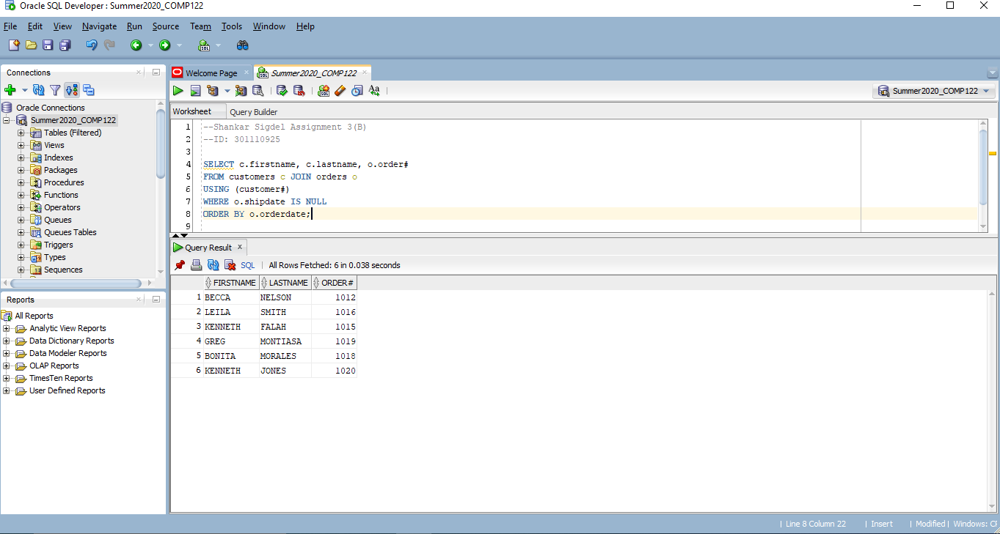 Oracle SQL Developer : Summer2020_COMP122
File Edit View Navigate Run Source Team Tools Window Help
Connections
Oracle Connections
Summer2020_COMP122
Tables (Filtered)
Views
Indexes
Packages
Procedures
Functions
Operators
Queues
Queues Tables
Triggers
Types
Sequences
Reports
All Reports
Analytic View Reports
Data Dictionary Reports
Data Modeler Reports
OLAP Reports
TimesTen Reports
User Defined Reports
Welcome Page
Summer2020_COMP122
Summer2020_COMP122
Worksheet Query Builder
1 --Shankar Sigdel Assignment 3(B)
2 --ID: 301110925
3
4 SELECT c.firstname, c.lastname, o.order#
5 FROM customers c JOIN orders o
6 USING (customer#)
7 WHERE o.shipdate IS NULL
8 ORDER BY o.orderdate;
9
Query Result
SQL | All Rows Fetched: 6 in 0.038 seconds
FIRSTNAME LASTNAME ORDER#
1 BECCA NELSON 1012
2 LEILA SMITH 1016
3 KENNETH FALAH 1015
4 GREG MONTIASA 1019
5 BONITA MORALES 1018
6 KENNETH JONES 1020
| Line 8 Column 22 | Insert | Modified | Windows: